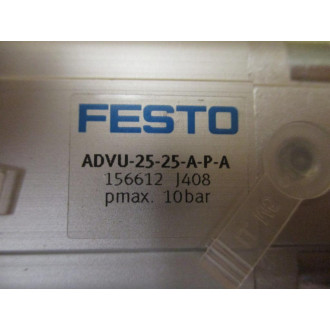 FESTO
ADVU-25-25-A-P-A
156612 J408
pmax. 10bar